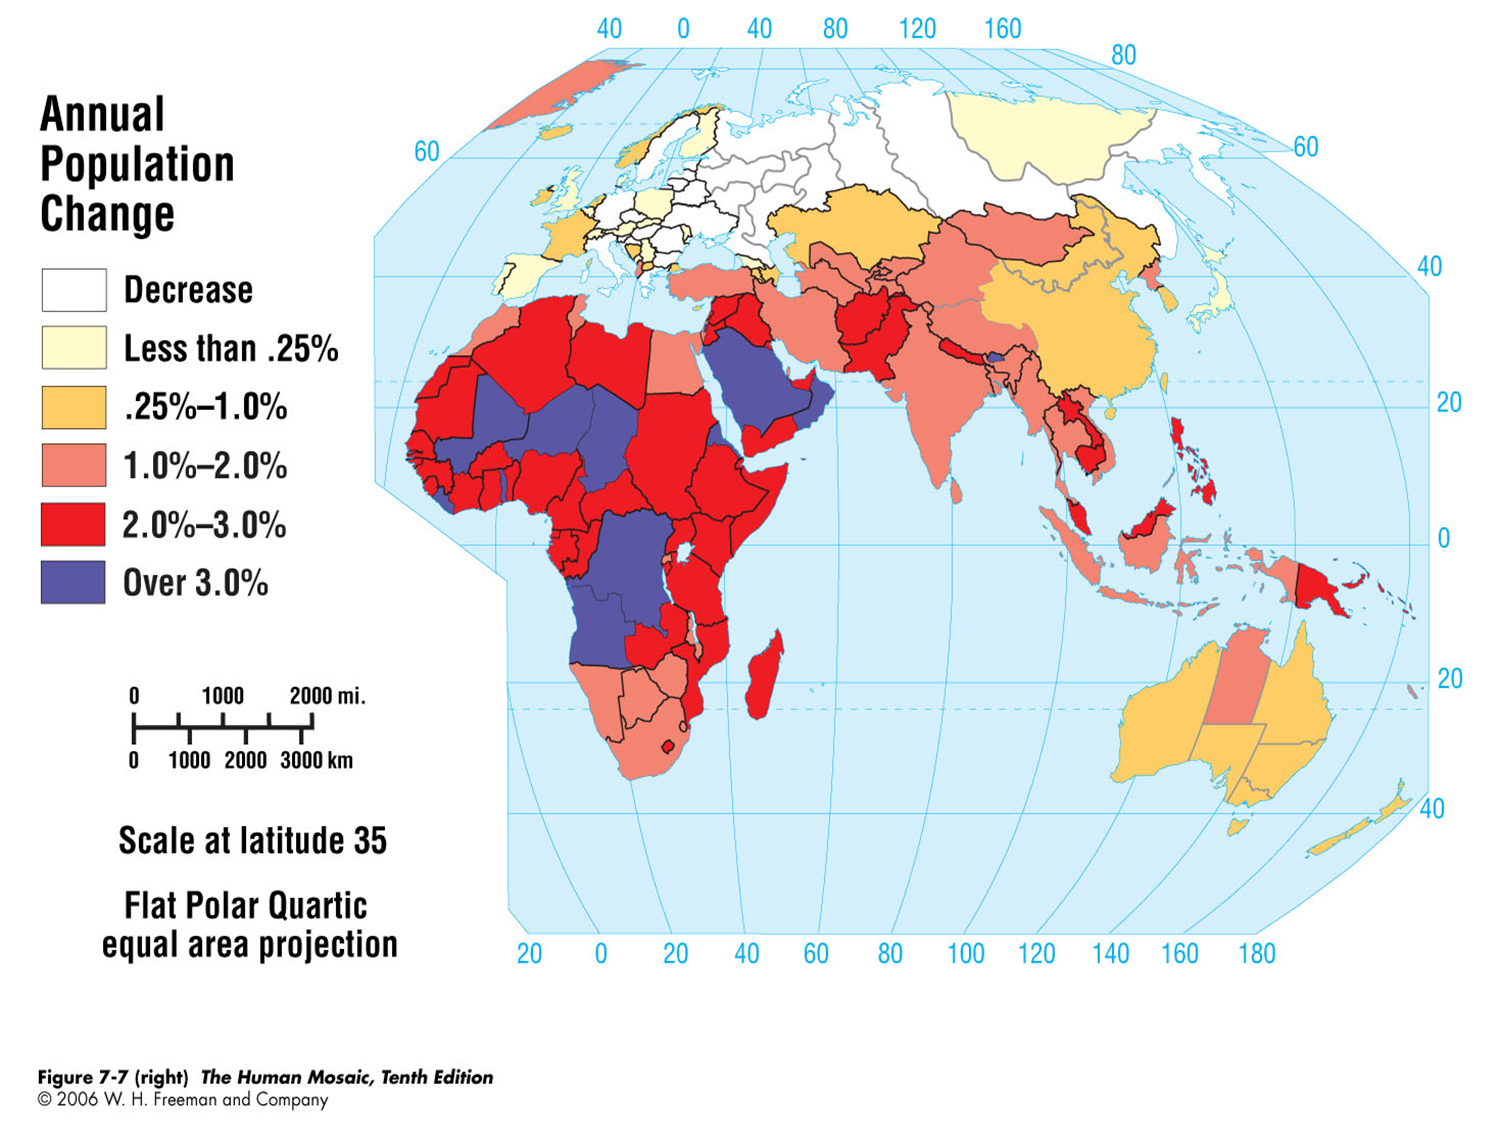 40 0 40 80 120 160
80
Annual
Population
Change
60
60
Decrease
40
Less than .25%
.25%–1.0%
20
1.0%–2.0%
2.0%–3.0%
0
Over 3.0%
20
0 1000 2000 mi.
0 1000 2000 3000 km
40
Scale at latitude 35
Flat Polar Quartic
equal area projection
20 0 20 40 60 80 100 120 140 160 180
Figure 7-7 (right) The Human Mosaic, Tenth Edition
© 2006 W. H. Freeman and Company